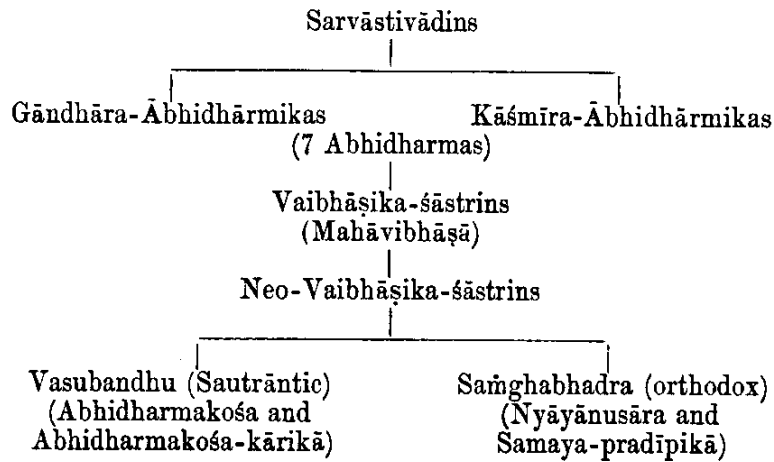 Sarvāstivādins
Gāndhāra-Ābhidhārmikas Kāśmīra-Ābhidhārmikas
(7 Abhidharmas)
Vaibhāṣika-śāstrins
(Mahāvibhāṣā)
Neo-Vaibhāṣika-śāstrins
Vasubandhu (Sautrāntic)
(Abhidharmakośa and
Abhidharmakośa-kārikā)
Saṁghabhadra (orthodox)
(Nyāyānusāra and
Samaya-pradīpikā)